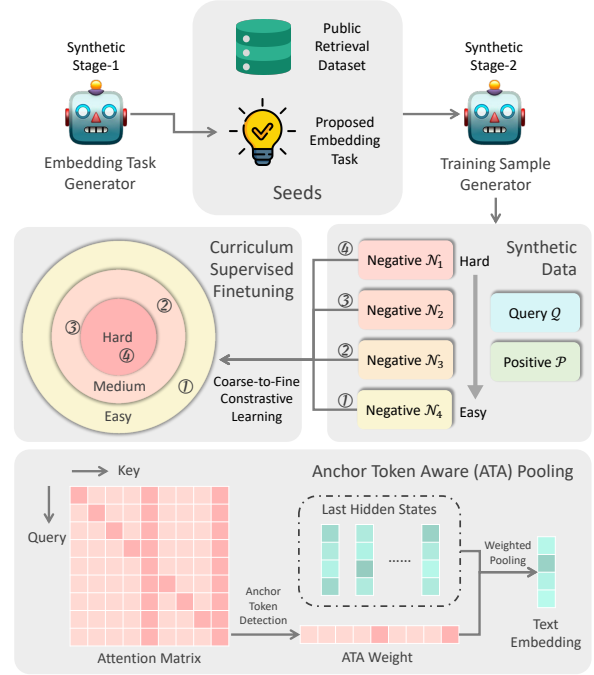 Synthetic
Stage-1
Embedding Task
Generator
Public
Retrieval
Dataset
Proposed
Embedding
Task
Seeds
Synthetic
Stage-2
Training Sample
Generator
Curriculum
Supervised
Finetuning
Hard
④
③
②
Medium
①
Easy
Coarse-to-Fine
Constrastive
Learning
④
Negative 𝒩₁
Hard
③
Negative 𝒩₂
②
Negative 𝒩₃
①
Negative 𝒩₄
Easy
Synthetic
Data
Query 𝒬
Positive 𝒫
Anchor Token Aware (ATA) Pooling
Key
Query
Attention Matrix
Anchor
Token
Detection
Last Hidden States
......
ATA Weight
Weighted
Pooling
Text
Embedding